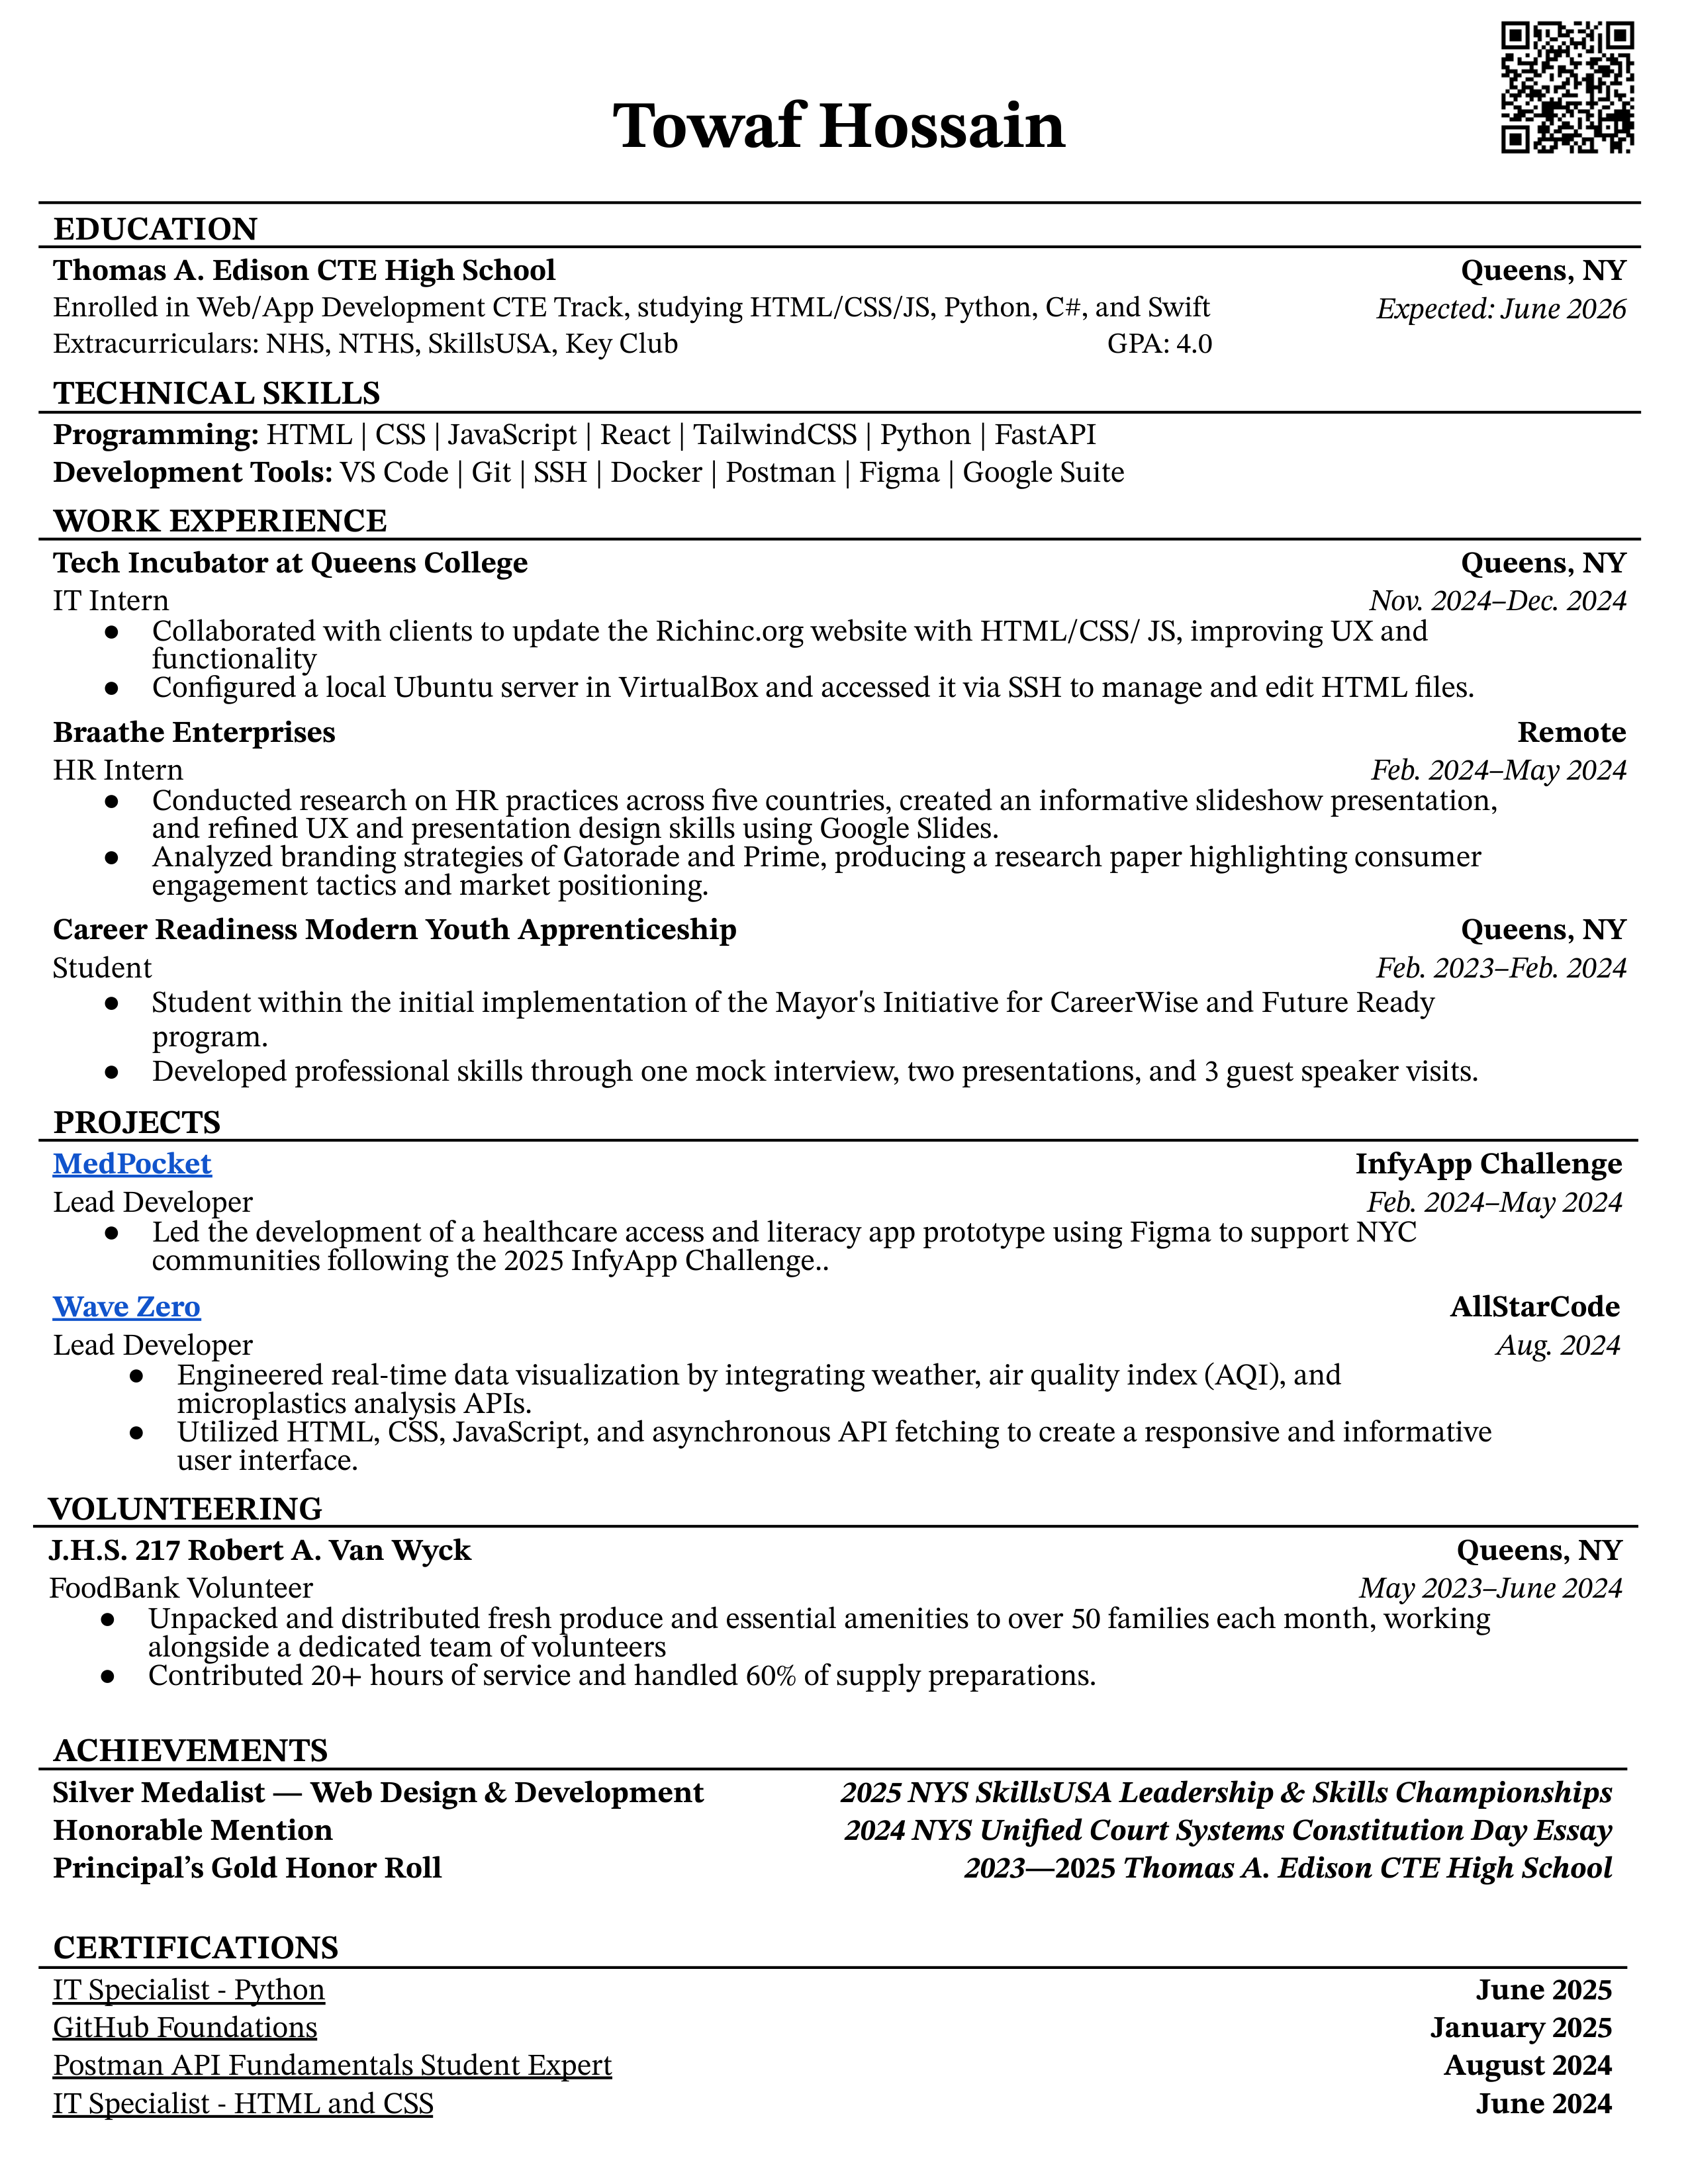 Towaf Hossain
EDUCATION
Thomas A. Edison CTE High School Queens, NY
Enrolled in Web/App Development CTE Track, studying HTML/CSS/JS, Python, C#, and Swift Expected: June 2026
Extracurriculars: NHS, NTHS, SkillsUSA, Key Club GPA: 4.0
TECHNICAL SKILLS
Programming: HTML | CSS | JavaScript | React | TailwindCSS | Python | FastAPI
Development Tools: VS Code | Git | SSH | Docker | Postman | Figma | Google Suite
WORK EXPERIENCE
Tech Incubator at Queens College Queens, NY
IT Intern Nov. 2024–Dec. 2024
● Collaborated with clients to update the Richinc.org website with HTML/CSS/ JS, improving UX and
functionality
● Configured a local Ubuntu server in VirtualBox and accessed it via SSH to manage and edit HTML files.
Braathe Enterprises Remote
HR Intern Feb. 2024–May 2024
● Conducted research on HR practices across five countries, created an informative slideshow presentation,
and refined UX and presentation design skills using Google Slides.
● Analyzed branding strategies of Gatorade and Prime, producing a research paper highlighting consumer
engagement tactics and market positioning.
Career Readiness Modern Youth Apprenticeship Queens, NY
Student Feb. 2023–Feb. 2024
● Student within the initial implementation of the Mayor's Initiative for CareerWise and Future Ready
program.
● Developed professional skills through one mock interview, two presentations, and 3 guest speaker visits.
PROJECTS
MedPocket InfyApp Challenge
Lead Developer Feb. 2024–May 2024
● Led the development of a healthcare access and literacy app prototype using Figma to support NYC
communities following the 2025 InfyApp Challenge..
Wave Zero AllStarCode
Lead Developer Aug. 2024
● Engineered real-time data visualization by integrating weather, air quality index (AQI), and
microplastics analysis APIs.
● Utilized HTML, CSS, JavaScript, and asynchronous API fetching to create a responsive and informative
user interface.
VOLUNTEERING
J.H.S. 217 Robert A. Van Wyck Queens, NY
FoodBank Volunteer May 2023–June 2024
● Unpacked and distributed fresh produce and essential amenities to over 50 families each month, working
alongside a dedicated team of volunteers
● Contributed 20+ hours of service and handled 60% of supply preparations.
ACHIEVEMENTS
Silver Medalist — Web Design & Development 2025 NYS SkillsUSA Leadership & Skills Championships
Honorable Mention 2024 NYS Unified Court Systems Constitution Day Essay
Principal’s Gold Honor Roll 2023—2025 Thomas A. Edison CTE High School
CERTIFICATIONS
IT Specialist - Python June 2025
GitHub Foundations January 2025
Postman API Fundamentals Student Expert August 2024
IT Specialist - HTML and CSS June 2024